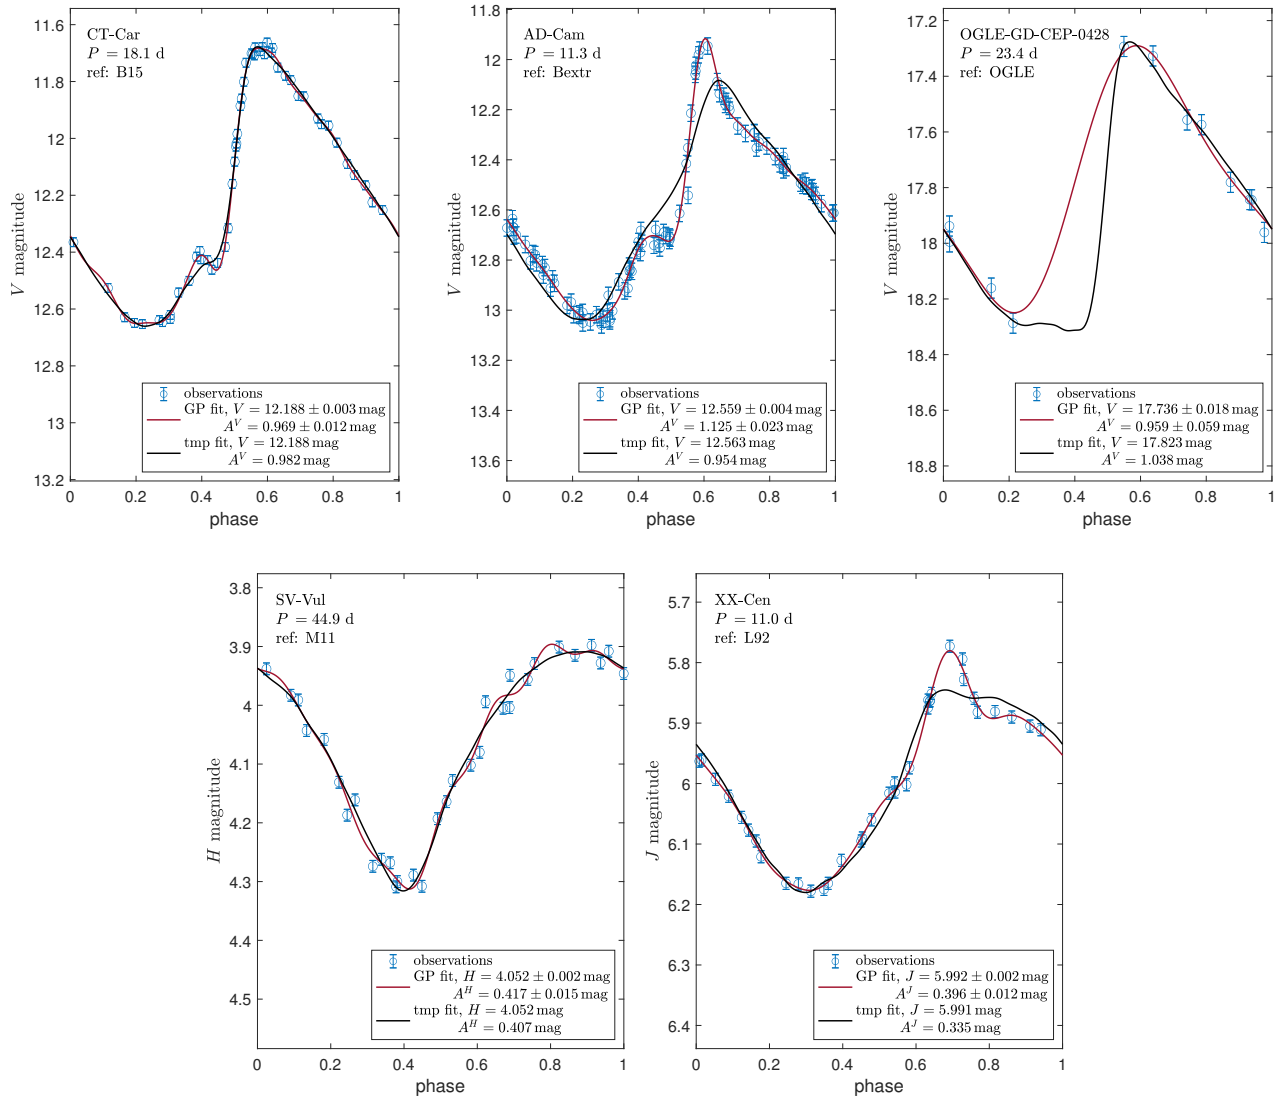 CT-Car
P = 18.1 d
ref: B15
11.6
11.8
12
12.2
12.4
12.6
12.8
13
13.2
V magnitude
observations
GP fit, V = 12.188 ± 0.003 mag
A^V = 0.969 ± 0.012 mag
tmp fit, V = 12.188 mag
A^V = 0.982 mag
0 0.2 0.4 0.6 0.8 1
phase
AD-Cam
P = 11.3 d
ref: Bextr
11.8
12
12.2
12.4
12.6
12.8
13
13.2
13.4
13.6
V magnitude
observations
GP fit, V = 12.559 ± 0.004 mag
A^V = 1.125 ± 0.023 mag
tmp fit, V = 12.563 mag
A^V = 0.954 mag
0 0.2 0.4 0.6 0.8 1
phase
OGLE-GD-CEP-0428
P = 23.4 d
ref: OGLE
17.2
17.4
17.6
17.8
18
18.2
18.4
18.6
18.8
V magnitude
observations
GP fit, V = 17.736 ± 0.018 mag
A^V = 0.959 ± 0.059 mag
tmp fit, V = 17.823 mag
A^V = 1.038 mag
0 0.2 0.4 0.6 0.8 1
phase
SV-Vul
P = 44.9 d
ref: M11
3.8
3.9
4
4.1
4.2
4.3
4.4
4.5
H magnitude
observations
GP fit, H = 4.052 ± 0.002 mag
A^H = 0.417 ± 0.015 mag
tmp fit, H = 4.052 mag
A^H = 0.407 mag
0 0.2 0.4 0.6 0.8 1
phase
XX-Cen
P = 11.0 d
ref: L92
5.7
5.8
5.9
6
6.1
6.2
6.3
6.4
J magnitude
observations
GP fit, J = 5.992 ± 0.002 mag
A^J = 0.396 ± 0.012 mag
tmp fit, J = 5.991 mag
A^J = 0.335 mag
0 0.2 0.4 0.6 0.8 1
phase